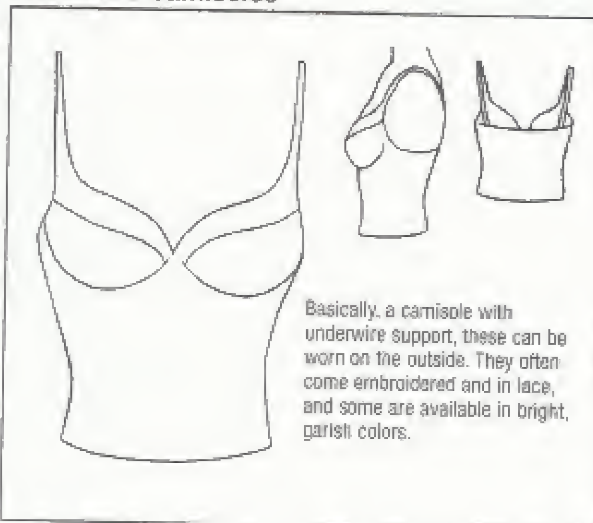 Basically, a camisole with
underwire support, these can be
worn on the outside. They often
come embroidered and in lace,
and some are available in bright,
garish colors.